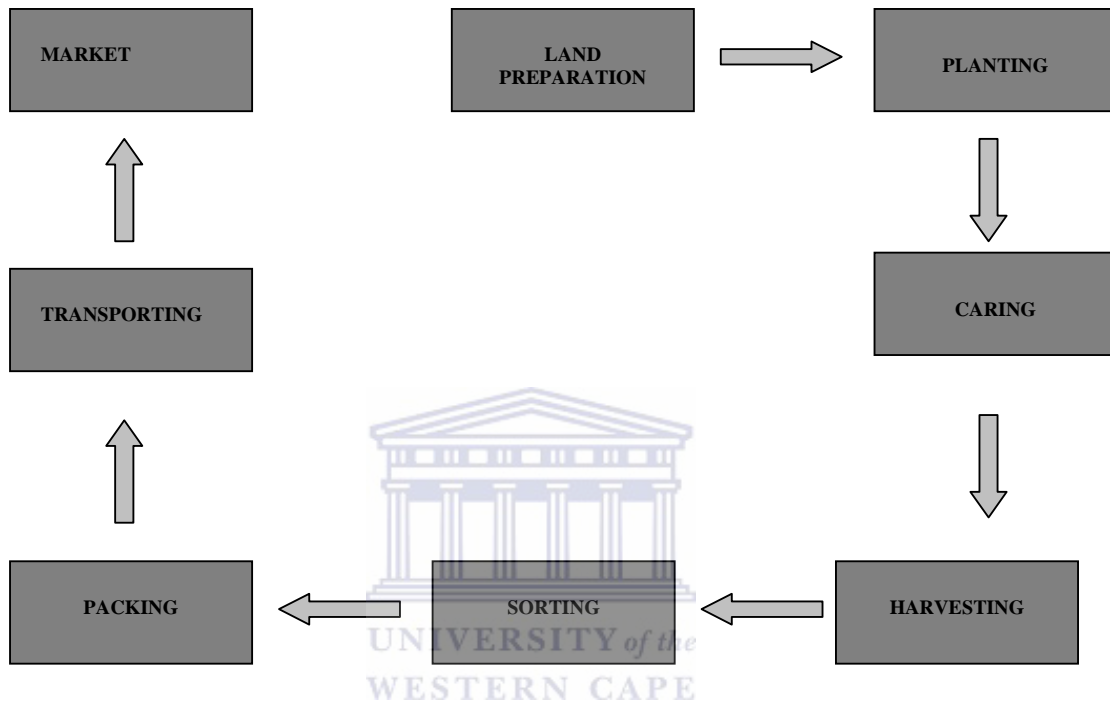 MARKET
LAND
PREPARATION
PLANTING
TRANSPORTING
CARING
PACKING
SORTING
HARVESTING
UNIVERSITY of the
WESTERN CAPE